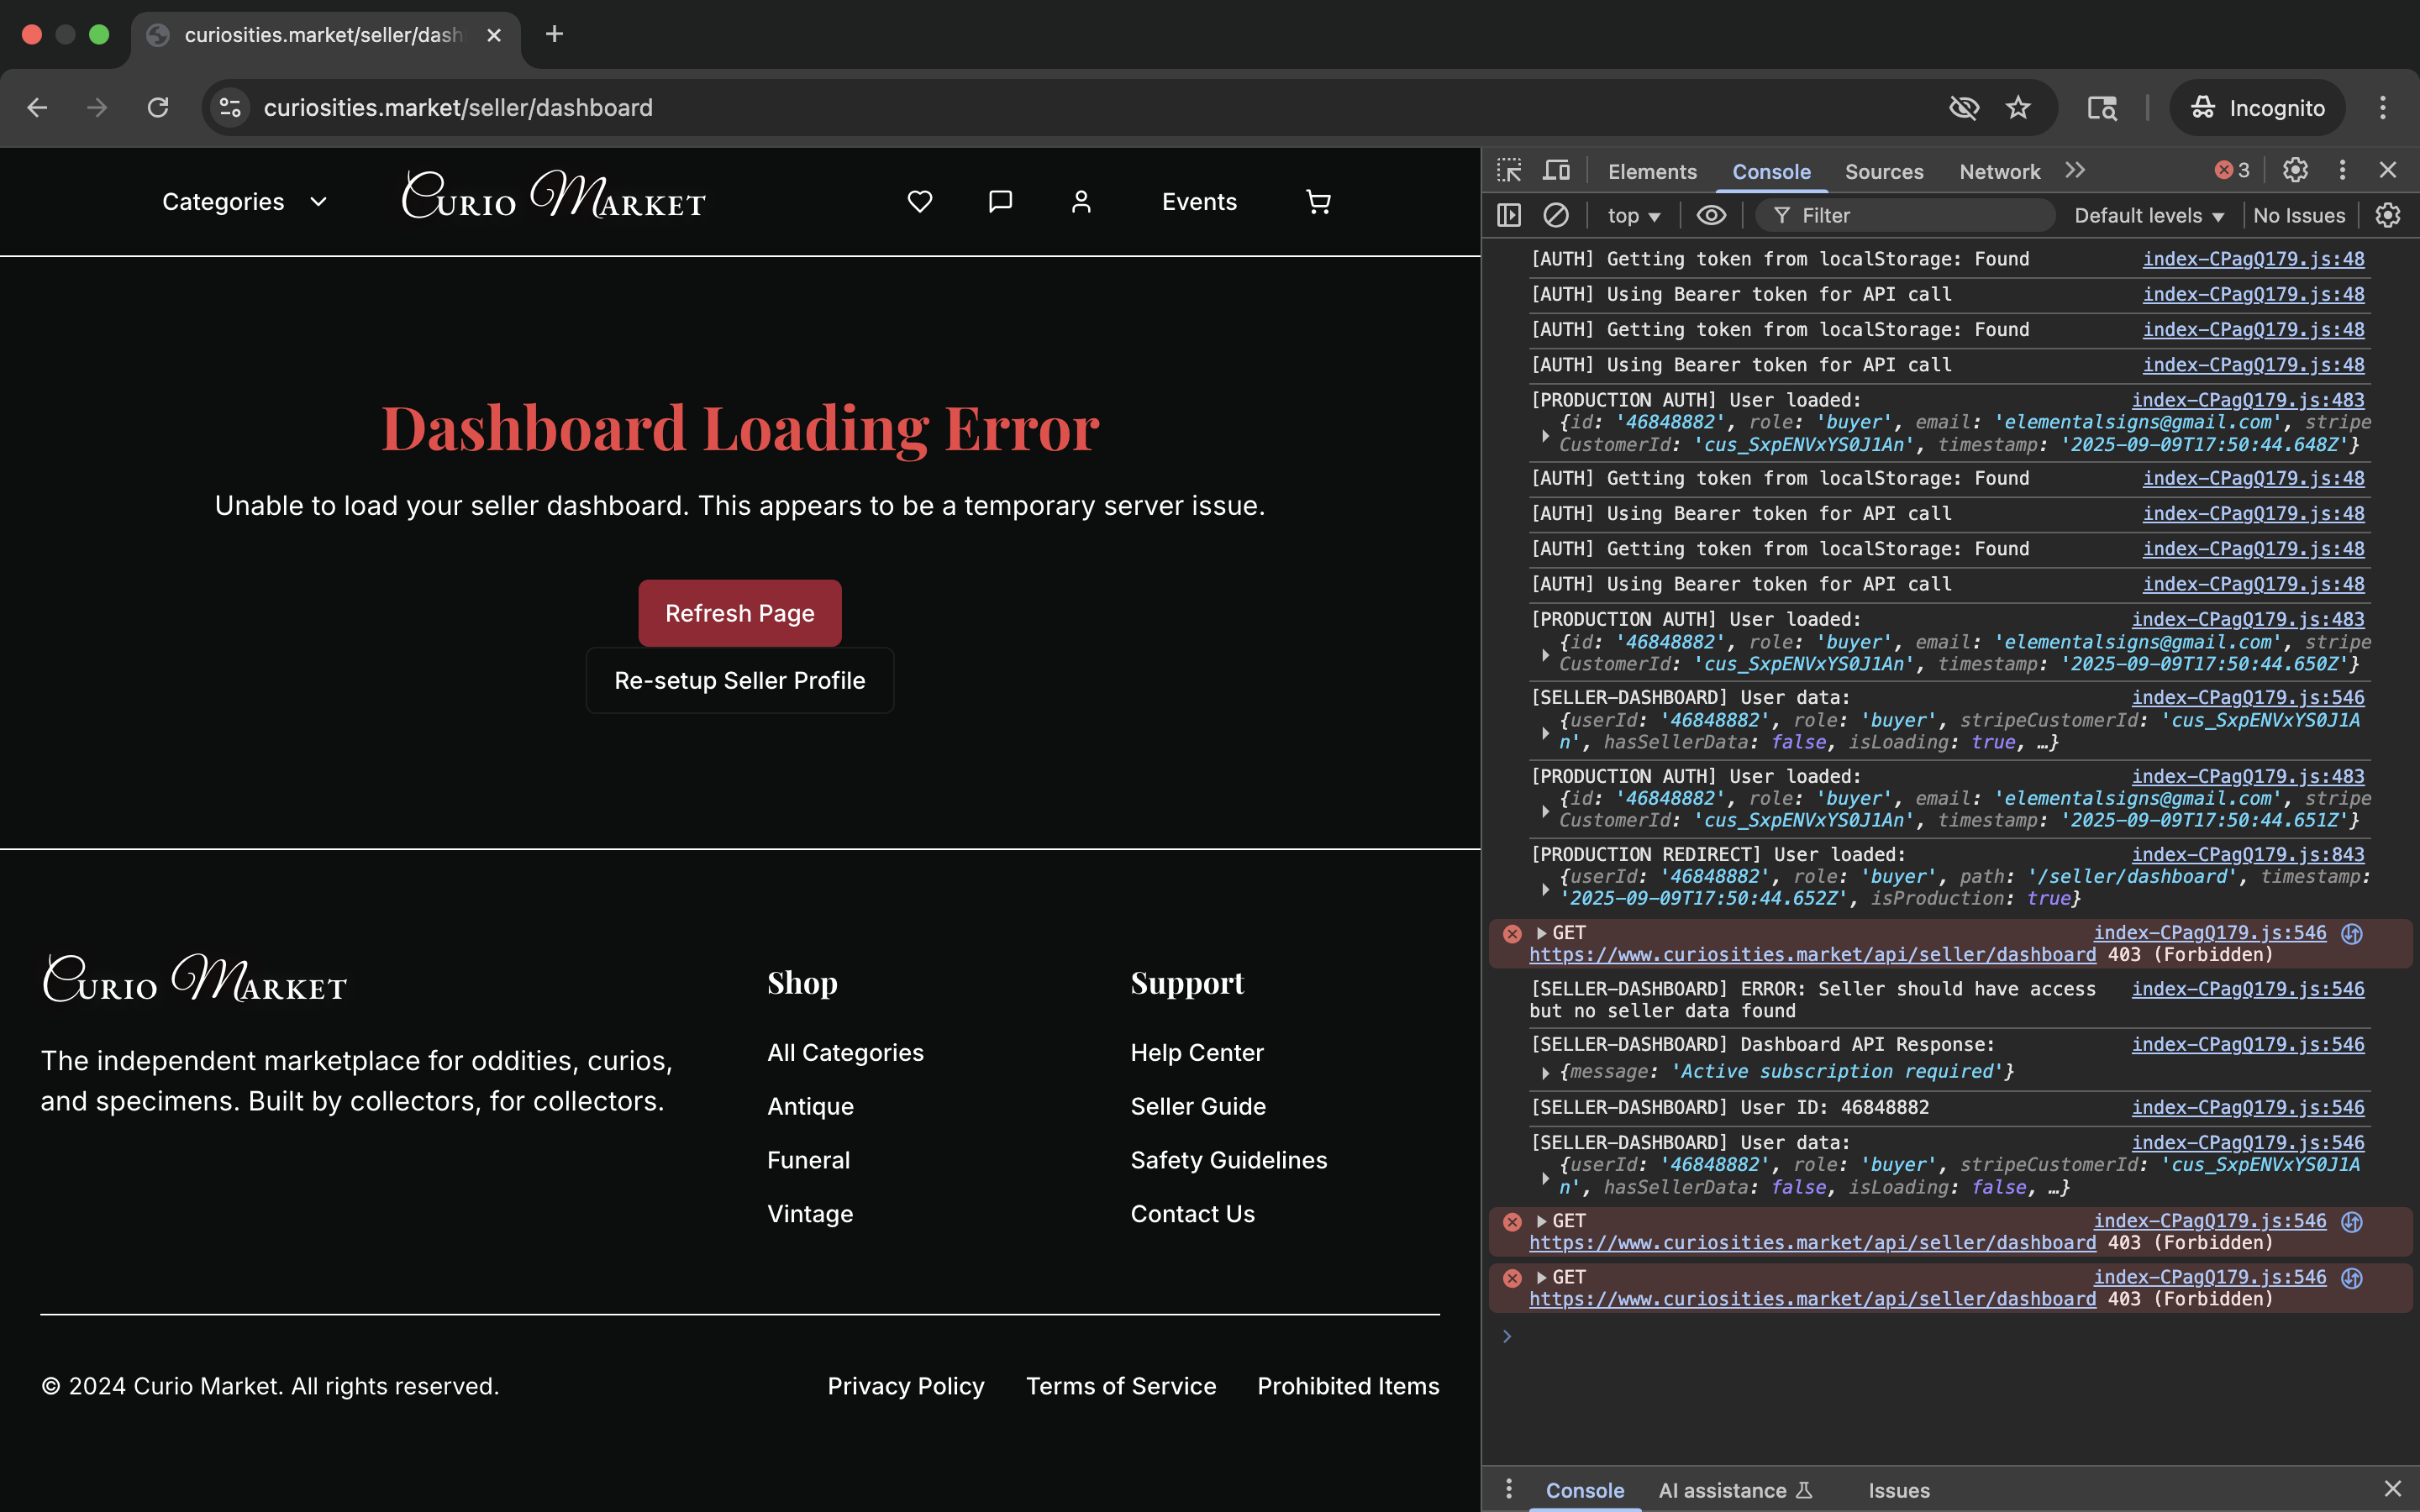 curiosities.market/seller/dash
curiosities.market/seller/dashboard
Incognito
Categories
Curio Market
Events
Dashboard Loading Error
Unable to load your seller dashboard. This appears to be a temporary server issue.
Refresh Page
Re-setup Seller Profile
Curio Market
The independent marketplace for oddities, curios,
and specimens. Built by collectors, for collectors.
Shop
All Categories
Antique
Funeral
Vintage
Support
Help Center
Seller Guide
Safety Guidelines
Contact Us
© 2024 Curio Market. All rights reserved.
Privacy Policy Terms of Service Prohibited Items
Elements Console Sources Network 3
top Filter Default levels No Issues
[AUTH] Getting token from localStorage: Found index-CPagQ179.js:48
[AUTH] Using Bearer token for API call index-CPagQ179.js:48
[AUTH] Getting token from localStorage: Found index-CPagQ179.js:48
[AUTH] Using Bearer token for API call index-CPagQ179.js:48
[PRODUCTION AUTH] User loaded: index-CPagQ179.js:483
{id: '46848882', role: 'buyer', email: 'elementalsigns@gmail.com', stripe
CustomerId: 'cus_SxpENVxYS0J1An', timestamp: '2025-09-09T17:50:44.648Z'}
[AUTH] Getting token from localStorage: Found index-CPagQ179.js:48
[AUTH] Using Bearer token for API call index-CPagQ179.js:48
[AUTH] Getting token from localStorage: Found index-CPagQ179.js:48
[AUTH] Using Bearer token for API call index-CPagQ179.js:48
[PRODUCTION AUTH] User loaded: index-CPagQ179.js:483
{id: '46848882', role: 'buyer', email: 'elementalsigns@gmail.com', stripe
CustomerId: 'cus_SxpENVxYS0J1An', timestamp: '2025-09-09T17:50:44.650Z'}
[SELLER-DASHBOARD] User data: index-CPagQ179.js:546
{userId: '46848882', role: 'buyer', stripeCustomerId: 'cus_SxpENVxYS0J1A
n', hasSellerData: false, isLoading: true, …}
[PRODUCTION AUTH] User loaded: index-CPagQ179.js:483
{id: '46848882', role: 'buyer', email: 'elementalsigns@gmail.com', stripe
CustomerId: 'cus_SxpENVxYS0J1An', timestamp: '2025-09-09T17:50:44.651Z'}
[PRODUCTION REDIRECT] User loaded: index-CPagQ179.js:843
{userId: '46848882', role: 'buyer', path: '/seller/dashboard', timestamp:
'2025-09-09T17:50:44.652Z', isProduction: true}
GET index-CPagQ179.js:546
https://www.curiosities.market/api/seller/dashboard 403 (Forbidden)
[SELLER-DASHBOARD] ERROR: Seller should have access index-CPagQ179.js:546
but no seller data found
[SELLER-DASHBOARD] Dashboard API Response: index-CPagQ179.js:546
{message: 'Active subscription required'}
[SELLER-DASHBOARD] User ID: 46848882 index-CPagQ179.js:546
[SELLER-DASHBOARD] User data: index-CPagQ179.js:546
{userId: '46848882', role: 'buyer', stripeCustomerId: 'cus_SxpENVxYS0J1A
n', hasSellerData: false, isLoading: false, …}
GET index-CPagQ179.js:546
https://www.curiosities.market/api/seller/dashboard 403 (Forbidden)
GET index-CPagQ179.js:546
https://www.curiosities.market/api/seller/dashboard 403 (Forbidden)
Console AI assistance Issues